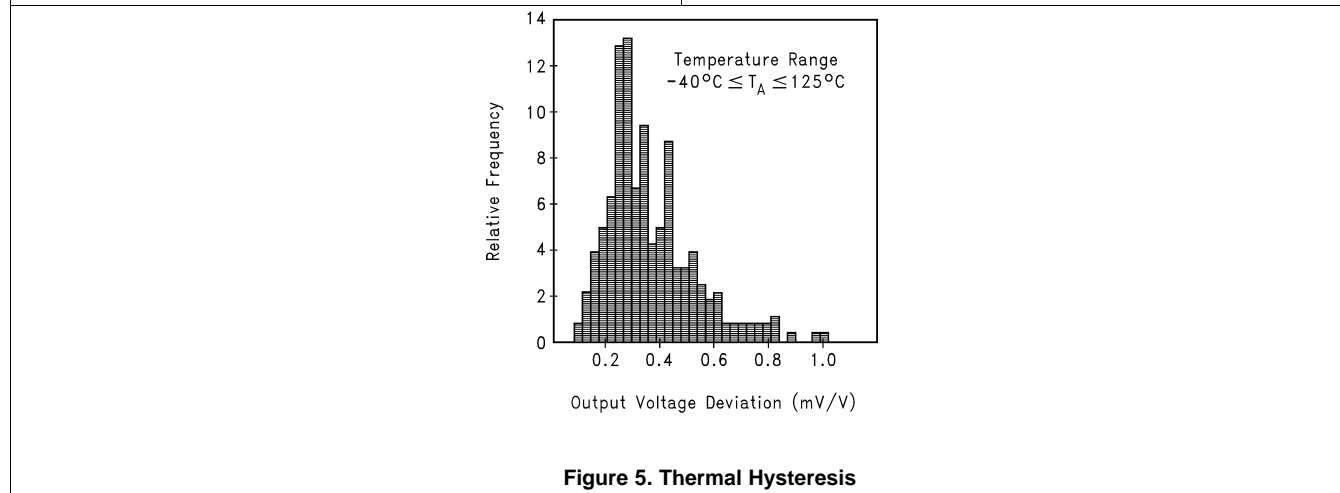 14
12
10
8
6
4
2
0
Relative Frequency
Temperature Range
-40°C ≤ TA ≤ 125°C
0.2 0.4 0.6 0.8 1.0
Output Voltage Deviation (mV/V)
Figure 5. Thermal Hysteresis